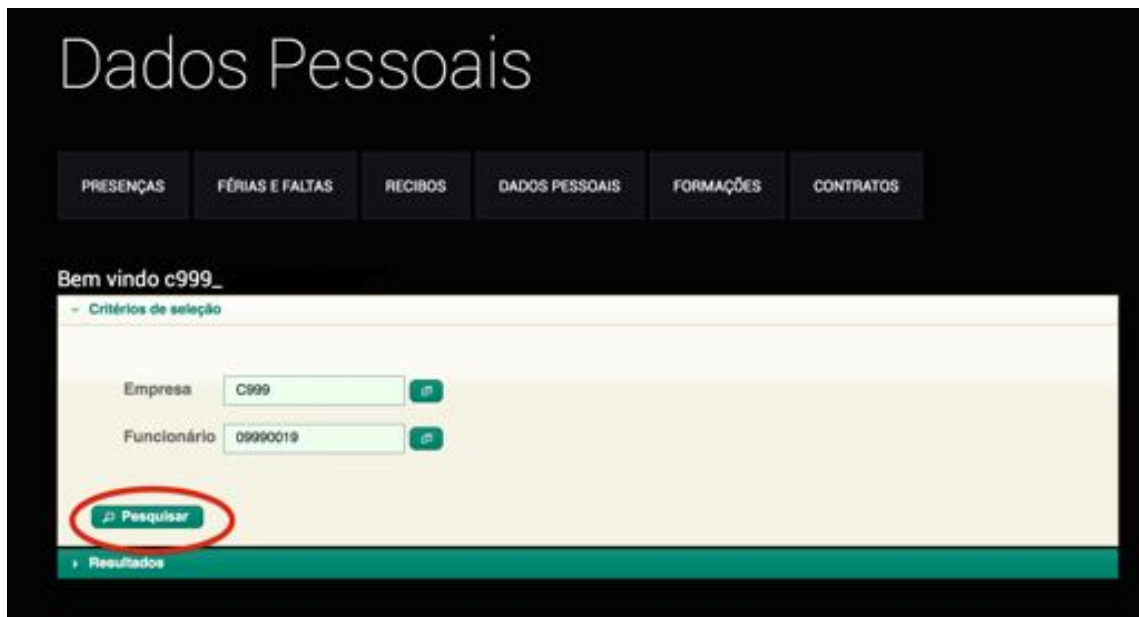 Dados Pessoais
PRESENÇAS FÉRIAS E FALTAS RECIBOS DADOS PESSOAIS FORMAÇÕES CONTRATOS
Bem vindo c999_
Critérios de seleção
Empresa C999
Funcionário 09990019
Pesquisar
Resultados